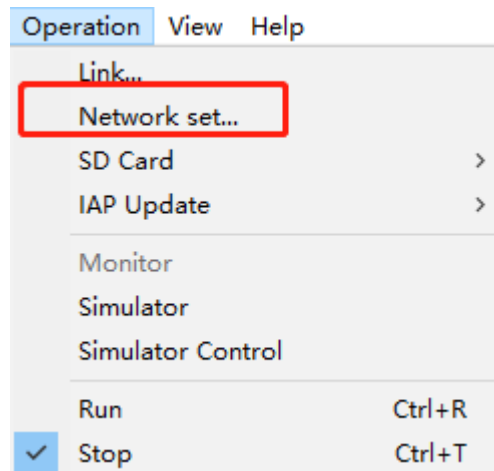 Operation View Help
Link...
Network set...
SD Card >
IAP Update >
Monitor
Simulator
Simulator Control
Run Ctrl+R
Stop Ctrl+T